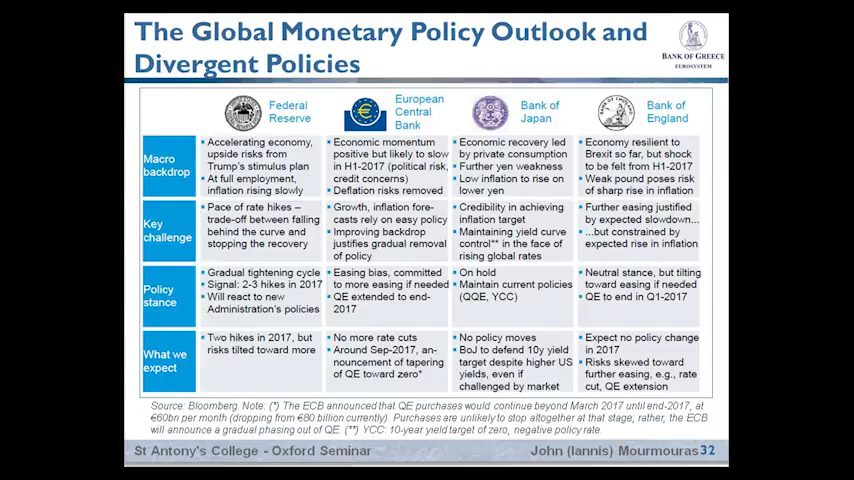 The Global Monetary Policy Outlook and
Divergent Policies
BANK OF GREECE
EUROSYSTEM
Federal
Reserve
European
Central
Bank
Bank of
Japan
Bank of
England
Macro
backdrop
▪ Accelerating economy,
upside risks from
Trump's stimulus plan
▪ At full employment,
inflation rising slowly
▪ Economic momentum
positive but likely to slow
in H1-2017 (political risk,
credit concerns)
▪ Deflation risks removed
▪ Economic recovery led
by private consumption
▪ Further yen weakness
▪ Low inflation to rise on
lower yen
▪ Economy resilient to
Brexit so far, but shock
to be felt from H1-2017
▪ Weak pound poses risk
of sharp rise in inflation
Key
challenge
▪ Pace of rate hikes –
trade-off between falling
behind the curve and
stopping the recovery
▪ Growth, inflation fore-
casts rely on easy policy
▪ Improving backdrop
justifies gradual removal
of policy
▪ Credibility in achieving
inflation target
▪ Maintaining yield curve
control** in the face of
rising global rates
▪ Further easing justified
by expected slowdown...
▪ ...but constrained by
expected rise in inflation
Policy
stance
▪ Gradual tightening cycle
▪ Signal: 2-3 hikes in 2017
▪ Will react to new
Administration's policies
▪ Easing bias, committed
to more easing if needed
▪ QE extended to end-
2017
▪ On hold
▪ Maintain current policies
(QQE, YCC)
▪ Neutral stance, but tilting
toward easing if needed
▪ QE to end in Q1-2017
What we
expect
▪ Two hikes in 2017, but
risks tilted toward more
▪ No more rate cuts
▪ Around Sep-2017, an-
nouncement of tapering
of QE toward zero*
▪ No policy moves
▪ BoJ to defend 10y yield
target despite higher US
yields, even if
challenged by market
▪ Expect no policy change
in 2017
▪ Risks skewed toward
further easing, e.g., rate
cut, QE extension
Source: Bloomberg. Note: (*) The ECB announced that QE purchases would continue beyond March 2017 until end-2017, at
€60bn per month (dropping from €80 billion currently). Purchases are unlikely to stop altogether at that stage; rather, the ECB
will announce a gradual phasing out of QE. (**) YCC: 10-year yield target of zero, negative policy rate.
St Antony's College - Oxford Seminar
John (Iannis) Mourmouras 32